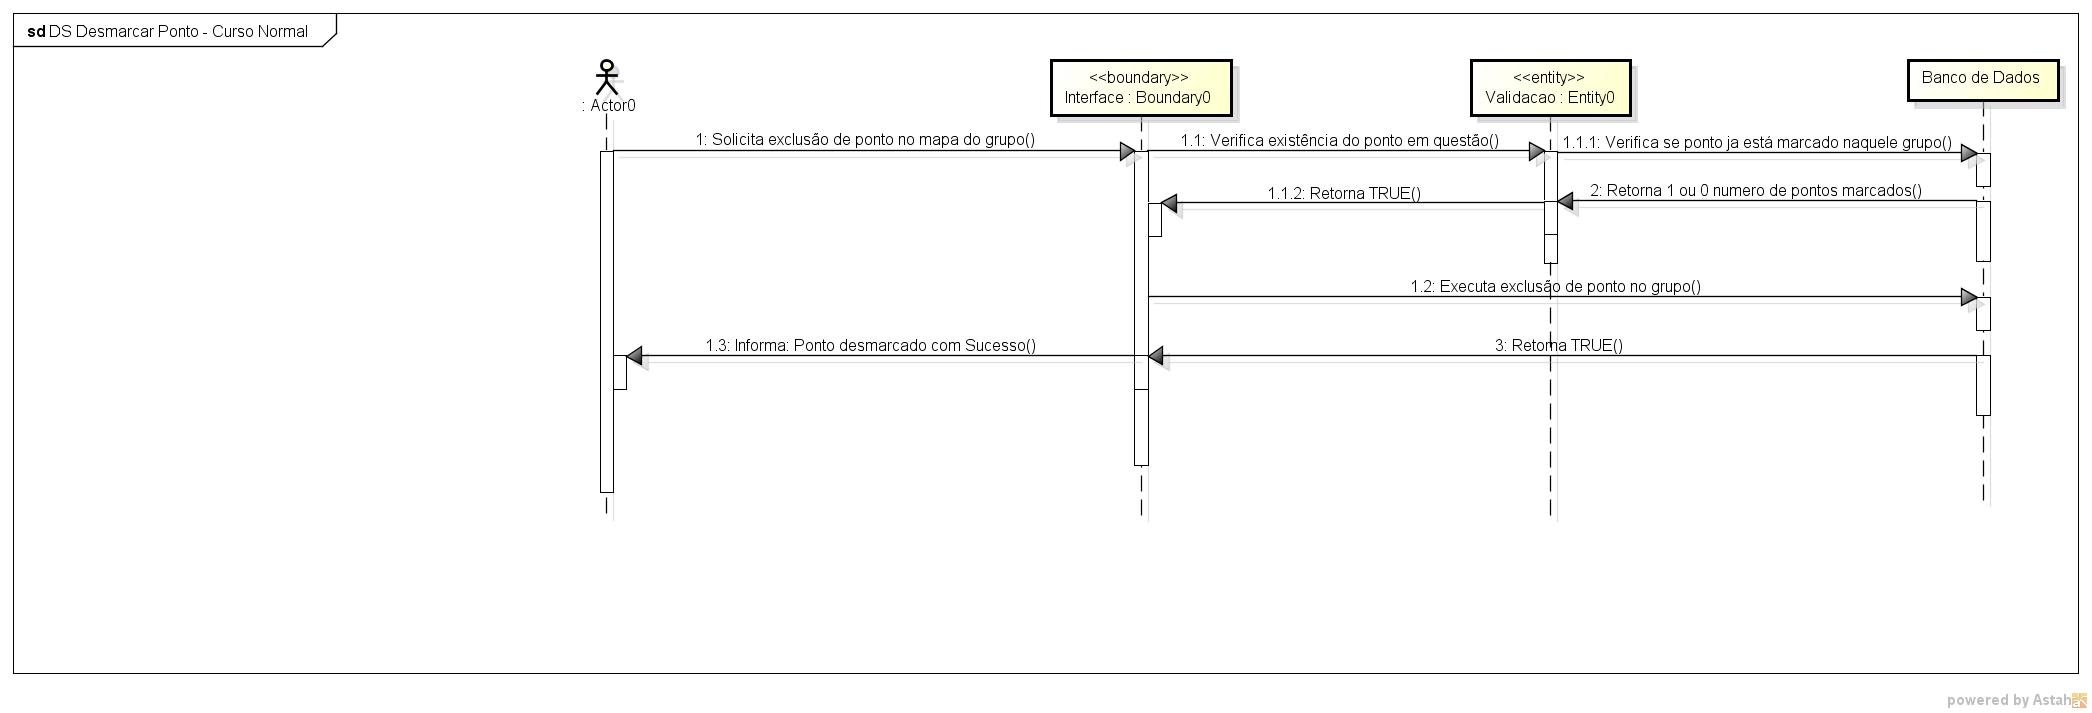 sd DS Desmarcar Ponto - Curso Normal
: Actor0
<<boundary>>
Interface : Boundary0
<<entity>>
Validacao : Entity0
Banco de Dados
1: Solicita exclusão de ponto no mapa do grupo()
1.1: Verifica existência do ponto em questão()
1.1.1: Verifica se ponto ja está marcado naquele grupo()
1.1.2: Retorna TRUE()
2: Retorna 1 ou 0 numero de pontos marcados()
1.2: Executa exclusão de ponto no grupo()
1.3: Informa: Ponto desmarcado com Sucesso()
3: Retorna TRUE()
powered by Astah